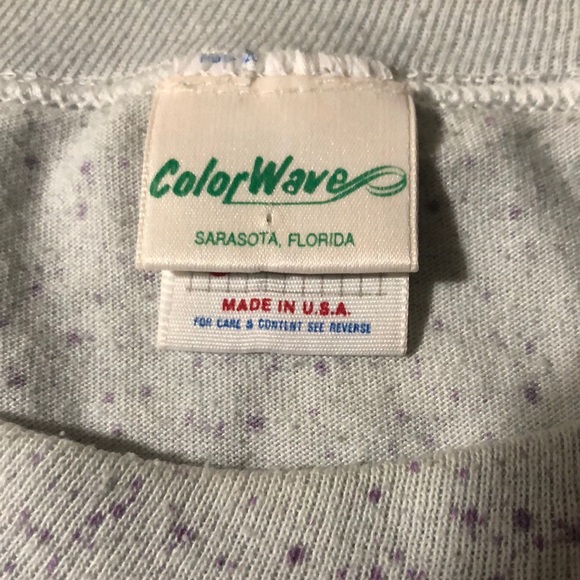 ColorWave
SARASOTA, FLORIDA
MADE IN U.S.A.
FOR CARE & CONTENT SEE REVERSE